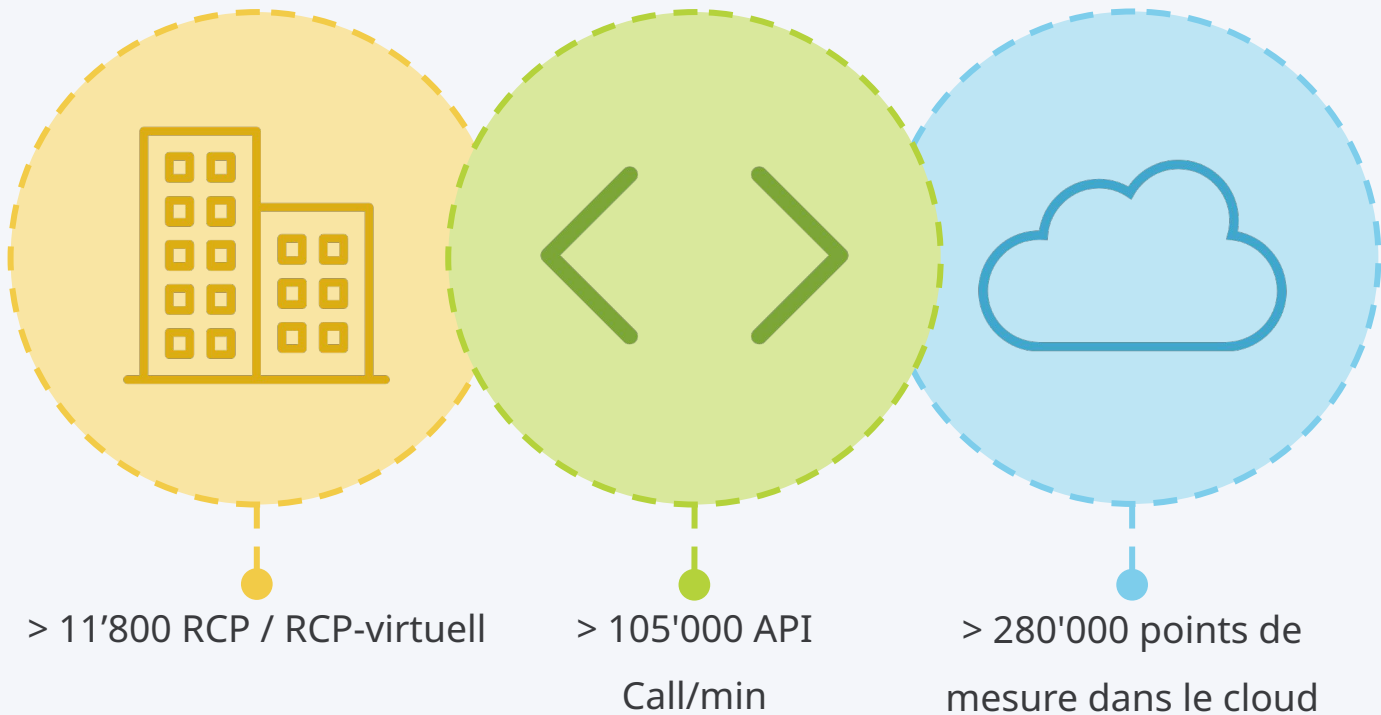 > 11’800 RCP / RCP-virtuell
> 105'000 API
Call/min
> 280'000 points de
mesure dans le cloud